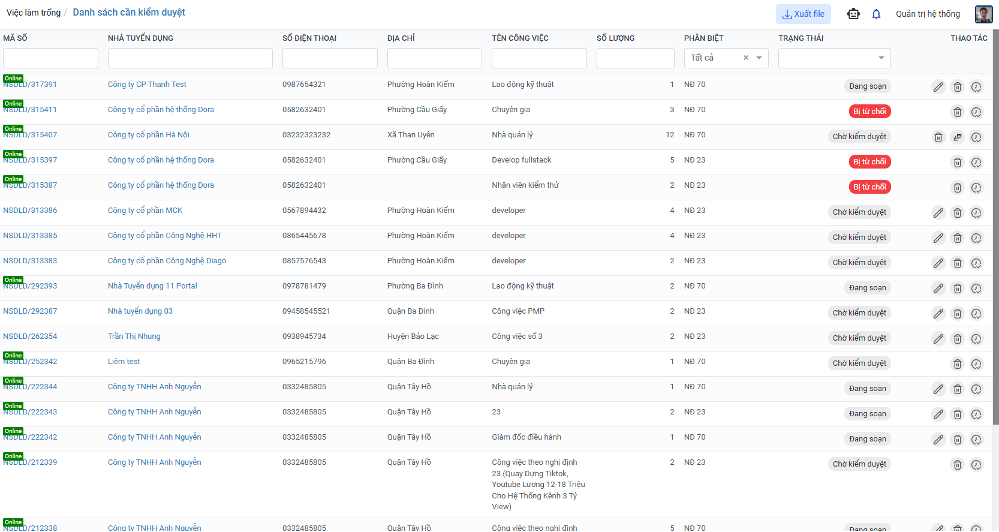 Việc làm trống / Danh sách cần kiểm duyệt
Xuất file
Quản trị hệ thống
MÃ SỐ NHÀ TUYỂN DỤNG SỐ ĐIỆN THOẠI ĐỊA CHỈ TÊN CÔNG VIỆC SỐ LƯỢNG PHÂN BIỆT TRẠNG THÁI THAO TÁC
Tất cả ×
Online
NSDLD/317391 Công ty CP Thanh Test 0987654321 Phường Hoàn Kiếm Lao động kỹ thuật 1 NĐ 70 Đang soạn
Online
NSDLD/315411 Công ty cổ phần hệ thống Dora 0582632401 Phường Cầu Giấy Chuyên gia 3 NĐ 70 Bị từ chối
Online
NSDLD/315407 Công ty cổ phần Hà Nội 03232323232 Xã Than Uyên Nhà quản lý 12 NĐ 70 Chờ kiểm duyệt
Online
NSDLD/315397 Công ty cổ phần hệ thống Dora 0582632401 Phường Cầu Giấy Develop fullstack 5 NĐ 23 Bị từ chối
Online
NSDLD/315387 Công ty cổ phần hệ thống Dora 0582632401 Nhân viên kiểm thử 2 NĐ 23 Bị từ chối
NSDLD/313386 Công ty cổ phần MCK 0567894432 Phường Hoàn Kiếm developer 4 NĐ 23 Chờ kiểm duyệt
NSDLD/313385 Công ty cổ phần Công Nghệ HHT 0865445678 Phường Hoàn Kiếm developer 4 NĐ 23 Chờ kiểm duyệt
NSDLD/313383 Công ty cổ phần Công Nghệ Diago 0857576543 Phường Hoàn Kiếm developer 2 NĐ 23 Chờ kiểm duyệt
Online
NSDLD/292393 Nhà Tuyển dụng 11 Portal 0978781479 Phường Ba Đình Lao động kỹ thuật 2 NĐ 70 Đang soạn
NSDLD/292387 Nhà tuyển dụng 03 09458545521 Quận Ba Đình Công việc PMP 2 NĐ 23 Chờ kiểm duyệt
NSDLD/262354 Trần Thị Nhung 0938945734 Huyện Bảo Lạc Công việc số 3 2 NĐ 23 Chờ kiểm duyệt
Online
NSDLD/252342 Liêm test 0965215796 Quận Ba Đình Chuyên gia 1 NĐ 70 Chờ kiểm duyệt
Online
NSDLD/222344 Công ty TNHH Anh Nguyễn 0332485805 Quận Tây Hồ Nhà quản lý 1 NĐ 70 Đang soạn
Online
NSDLD/222343 Công ty TNHH Anh Nguyễn 0332485805 Quận Tây Hồ 23 2 NĐ 23 Đang soạn
Online
NSDLD/222342 Công ty TNHH Anh Nguyễn 0332485805 Quận Tây Hồ Giám đốc điều hành 1 NĐ 70 Đang soạn
Online
NSDLD/212339 Công ty TNHH Anh Nguyễn 0332485805 Quận Tây Hồ Công việc theo nghị định 2 NĐ 23 Chờ kiểm duyệt
23 (Quay Dựng Tiktok,
Youtube Lương 12-18 Triệu
Cho Hệ Thống Kênh 3 Tỷ
View)
Online
NSDLD/212338 Công ty TNHH Anh Nguyễn 0332485805 Quận Tây Hồ Công việc theo nghị định 5 NĐ 70 Đang soạn